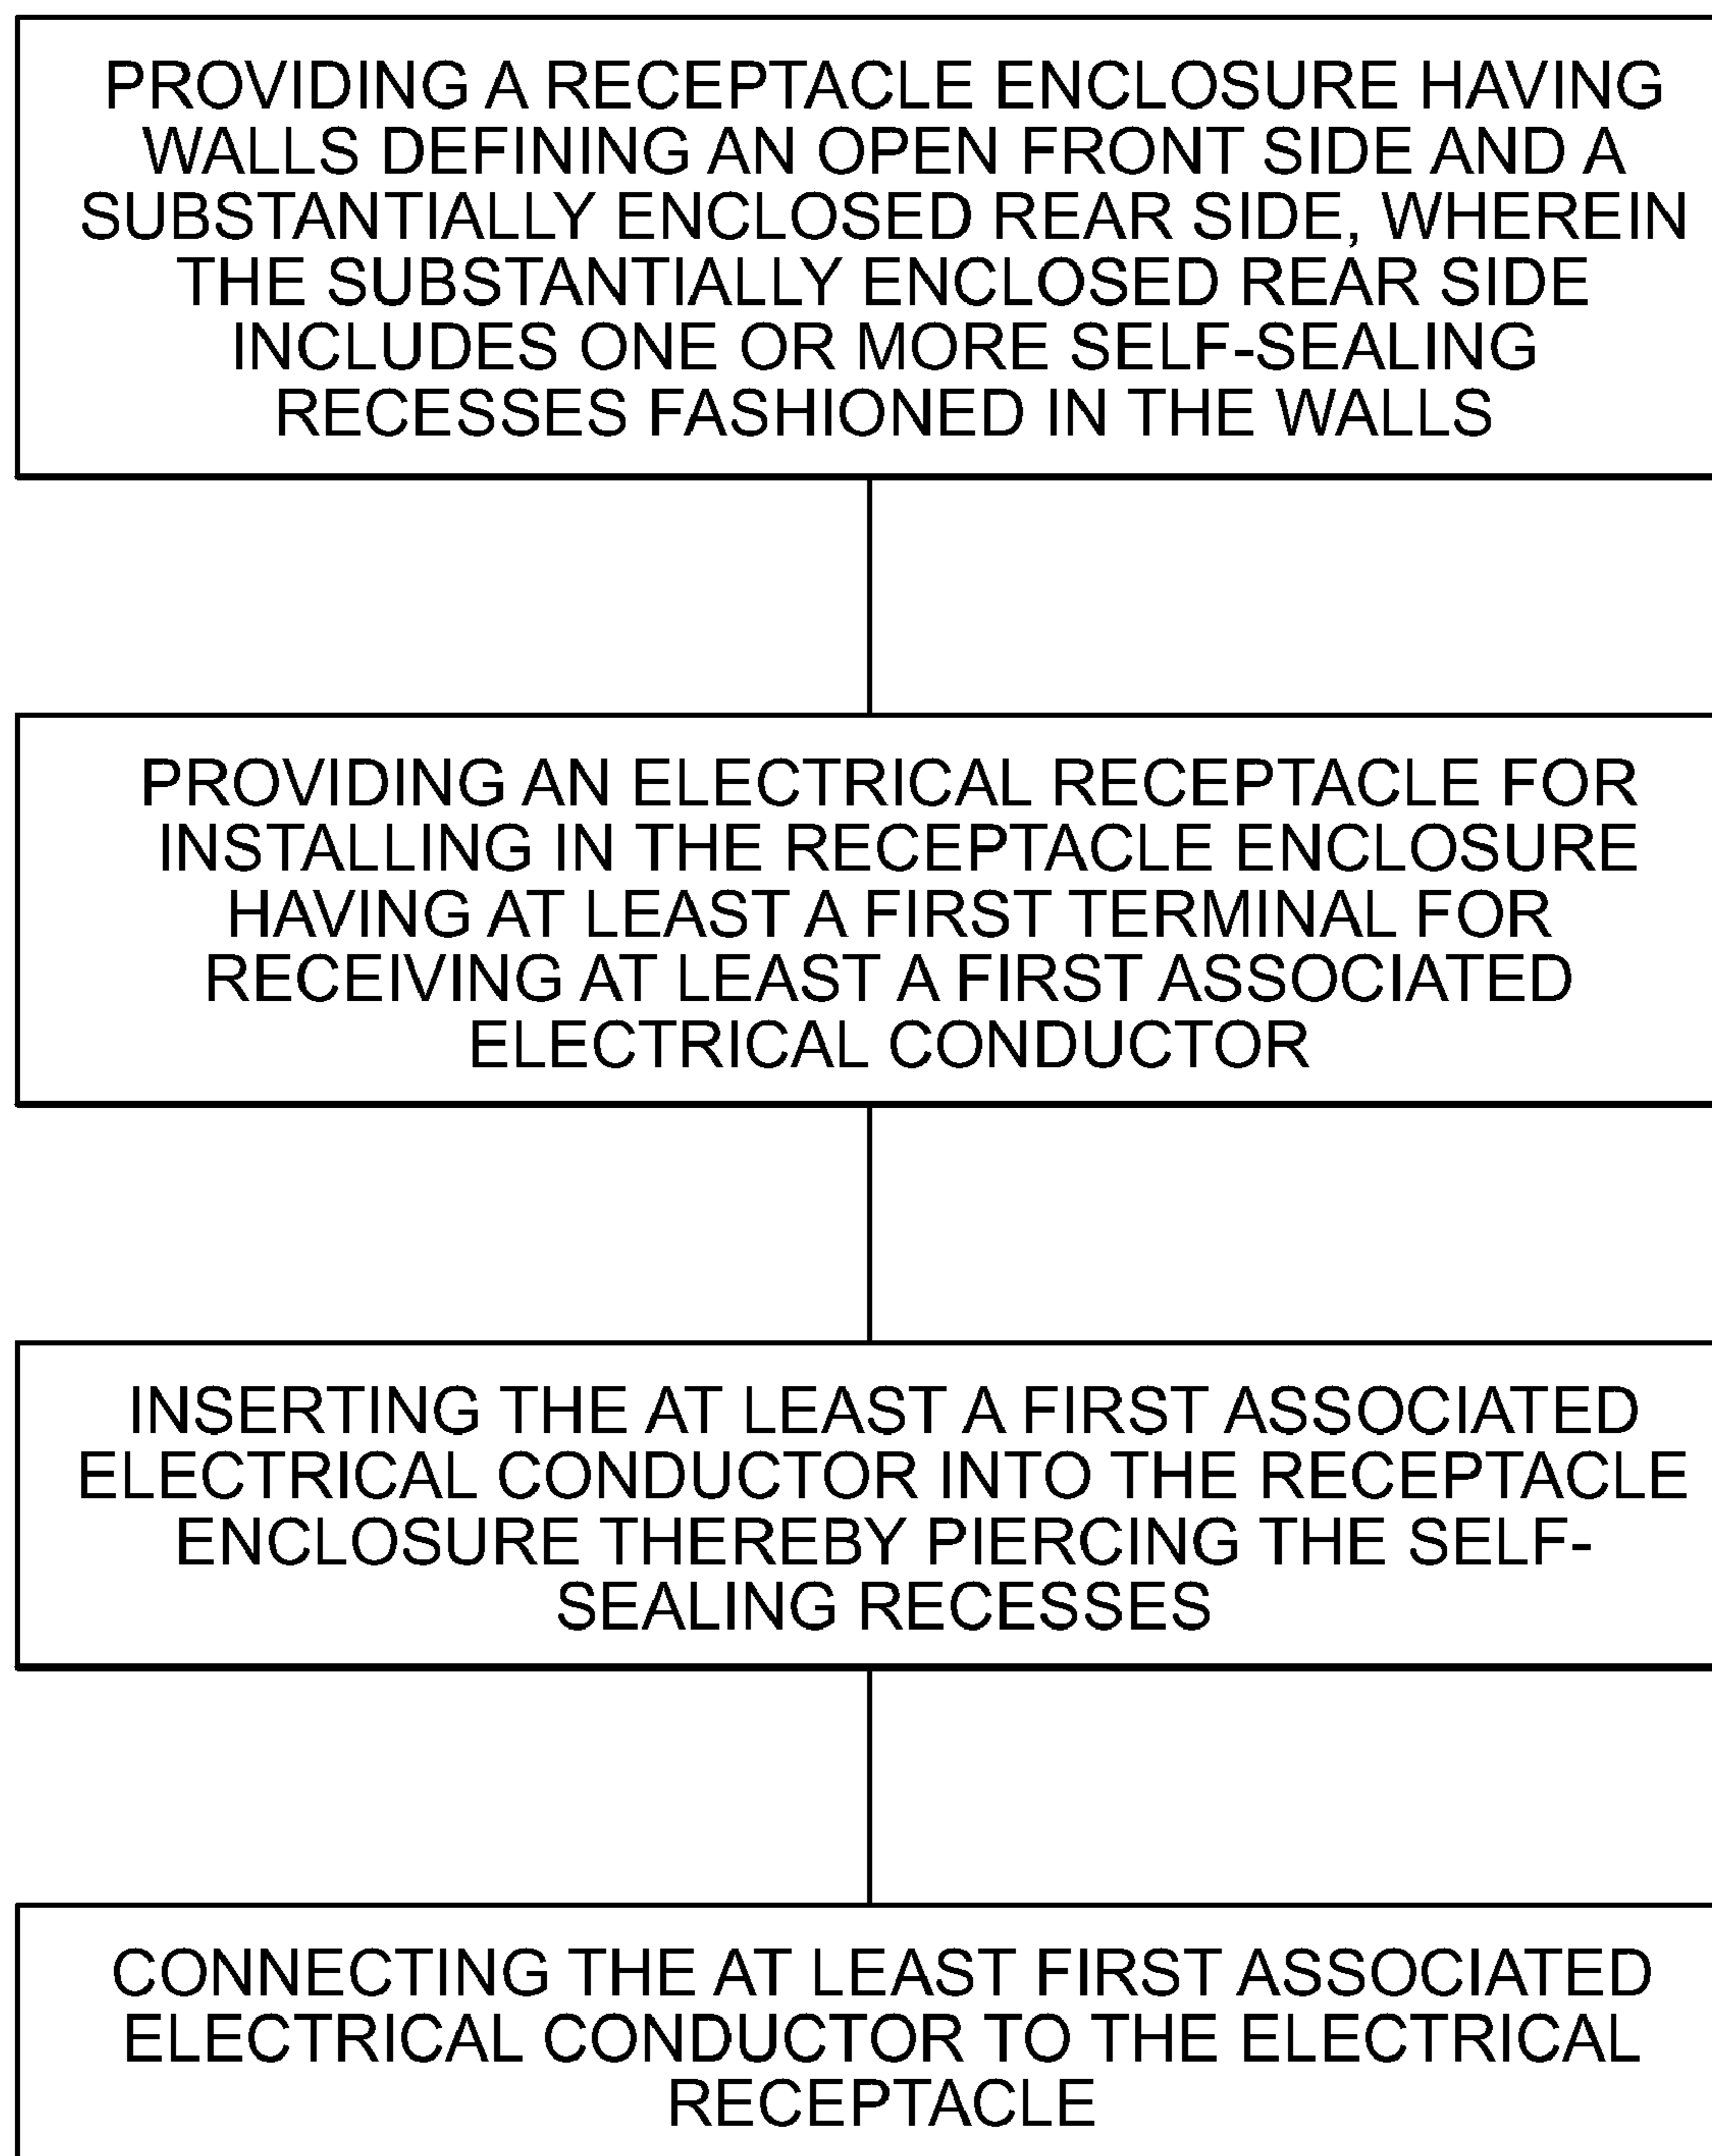 PROVIDING A RECEPTACLE ENCLOSURE HAVING
WALLS DEFINING AN OPEN FRONT SIDE AND A
SUBSTANTIALLY ENCLOSED REAR SIDE, WHEREIN
THE SUBSTANTIALLY ENCLOSED REAR SIDE
INCLUDES ONE OR MORE SELF-SEALING
RECESSES FASHIONED IN THE WALLS
PROVIDING AN ELECTRICAL RECEPTACLE FOR
INSTALLING IN THE RECEPTACLE ENCLOSURE
HAVING AT LEAST A FIRST TERMINAL FOR
RECEIVING AT LEAST A FIRST ASSOCIATED
ELECTRICAL CONDUCTOR
INSERTING THE AT LEAST A FIRST ASSOCIATED
ELECTRICAL CONDUCTOR INTO THE RECEPTACLE
ENCLOSURE THEREBY PIERCING THE SELF-
SEALING RECESSES
CONNECTING THE AT LEAST FIRST ASSOCIATED
ELECTRICAL CONDUCTOR TO THE ELECTRICAL
RECEPTACLE